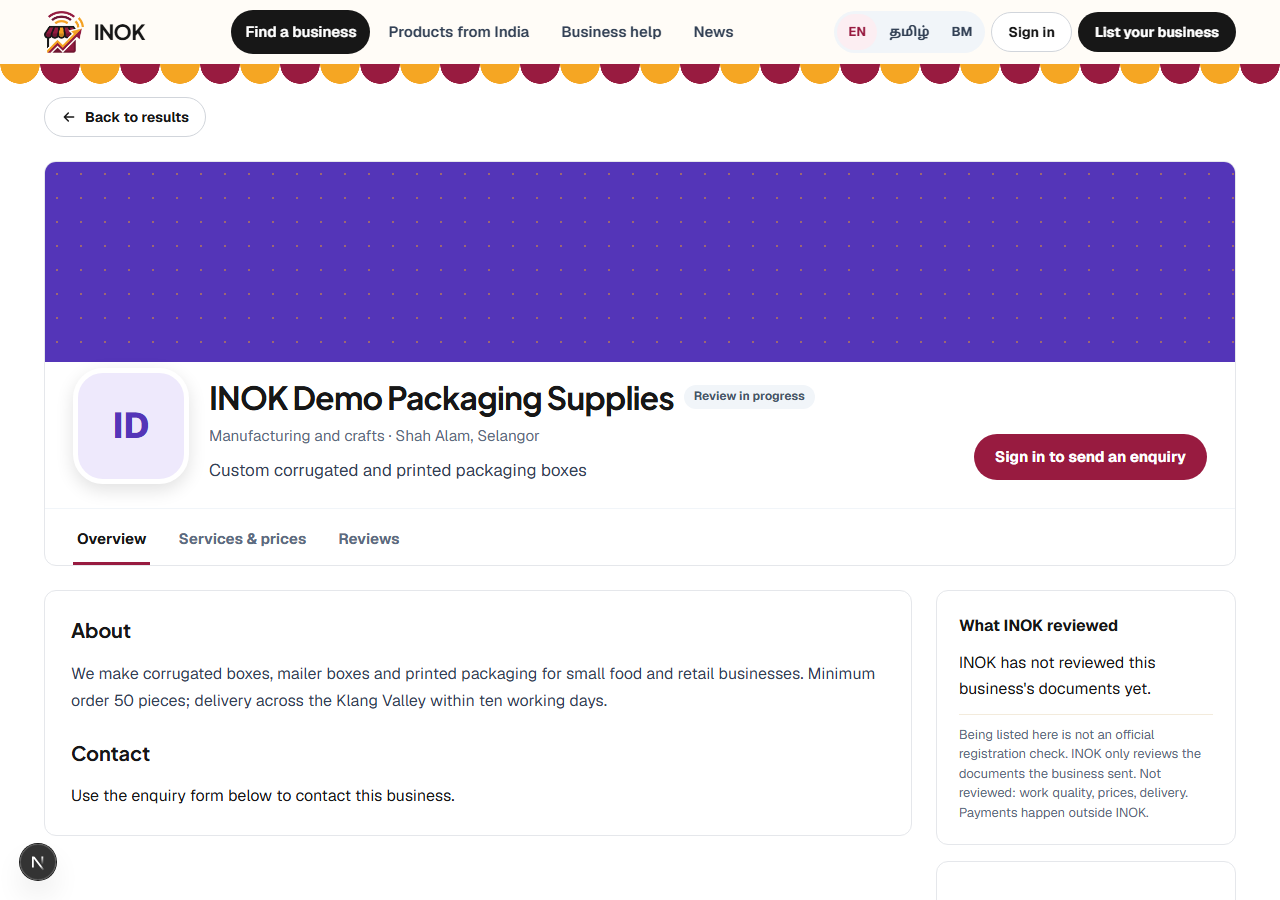 INOK
Find a business
Products from India
Business help
News
EN
தமிழ்
BM
Sign in
List your business
← Back to results
ID
INOK Demo Packaging Supplies
Review in progress
Manufacturing and crafts · Shah Alam, Selangor
Custom corrugated and printed packaging boxes
Sign in to send an enquiry
Overview
Services & prices
Reviews
About
We make corrugated boxes, mailer boxes and printed packaging for small food and retail businesses. Minimum
order 50 pieces; delivery across the Klang Valley within ten working days.
Contact
Use the enquiry form below to contact this business.
What INOK reviewed
INOK has not reviewed this
business's documents yet.
Being listed here is not an official
registration check. INOK only reviews the
documents the business sent. Not
reviewed: work quality, prices, delivery.
Payments happen outside INOK.
N